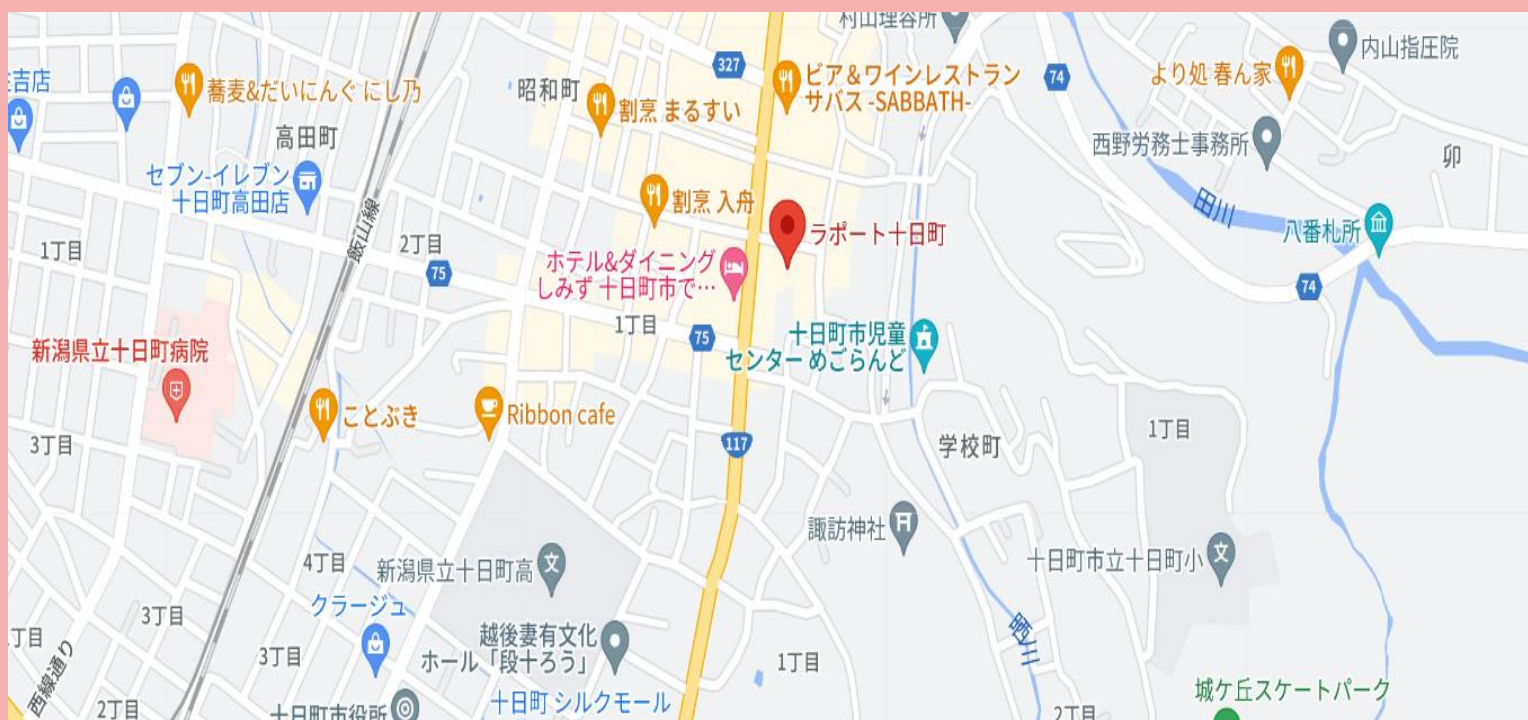 村山理容所
内山指圧院
327
74
ビア＆ワインレストラン
サバス -SABBATH-
より処 春ん家
蕎麦&だいにんぐ にし乃
昭和町
割烹 まるすい
高田町
西野労務士事務所
卯
セブン-イレブン
十日町高田店
割烹 入舟
ラポート十日町
田川
八番札所
飯山線
1丁目
2丁目
75
ホテル&ダイニング
しみず 十日町市で…
74
1丁目
75
十日町市児童
センター めごらんど
新潟県立十日町病院
ことぶき
Ribbon cafe
117
学校町
1丁目
3丁目
諏訪神社
十日町市立十日町小
文
4丁目
新潟県立十日町高
文
クラージュ
3丁目
越後妻有文化
ホール「段十ろう」
3丁目
1丁目
丁目
西線通り
十日町 シルクモール
城ケ丘スケートパーク
2丁目
十日町市役所
2丁目